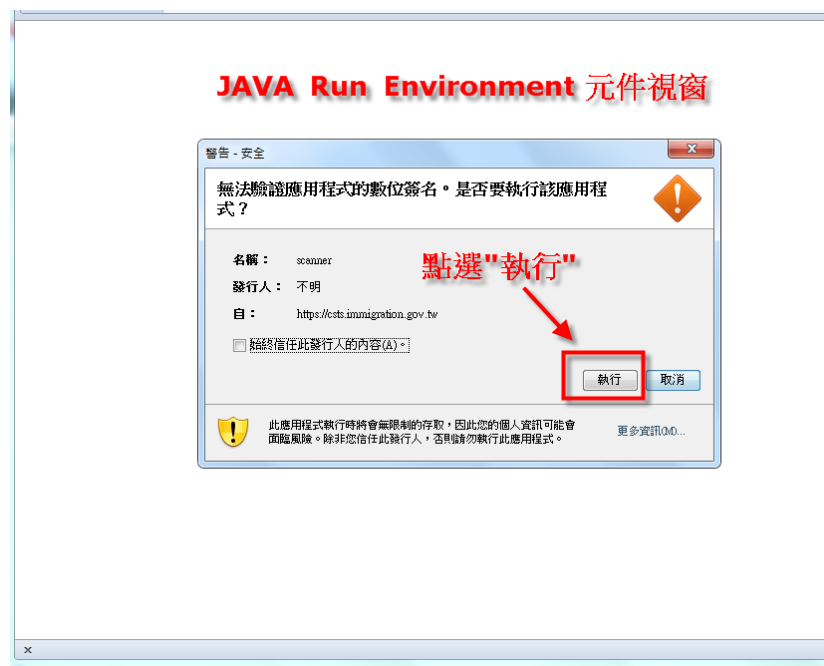 JAVA Run Environment 元件視窗
警告 - 安全
無法驗證應用程式的數位簽名。是否要執行該應用程
式？
名稱： scanner
點選"執行"
發行人： 不明
自： https://csts.immigration.gov.tw
始終信任此發行人的內容(A)。
執行 取消
此應用程式執行時將會無限制的存取，因此您的個人資訊可能會
面臨風險。除非您信任此發行人，否則請勿執行此應用程式。
更多資訊(M)...